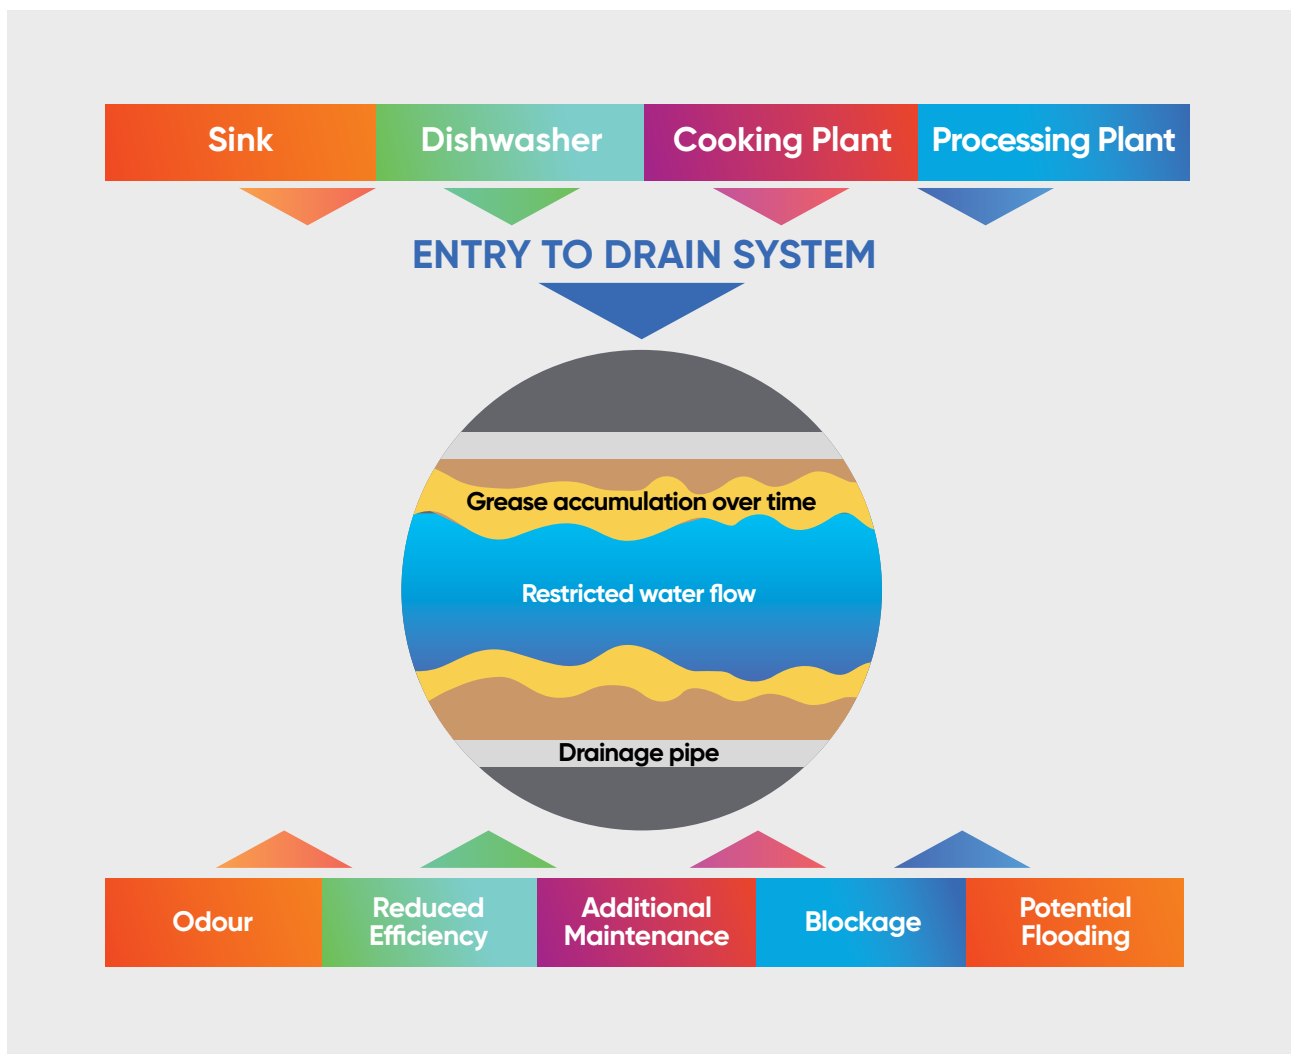 Sink
Dishwasher
Cooking Plant
Processing Plant
ENTRY TO DRAIN SYSTEM
Grease accumulation over time
Restricted water flow
Drainage pipe
Odour
Reduced
Efficiency
Additional
Maintenance
Blockage
Potential
Flooding